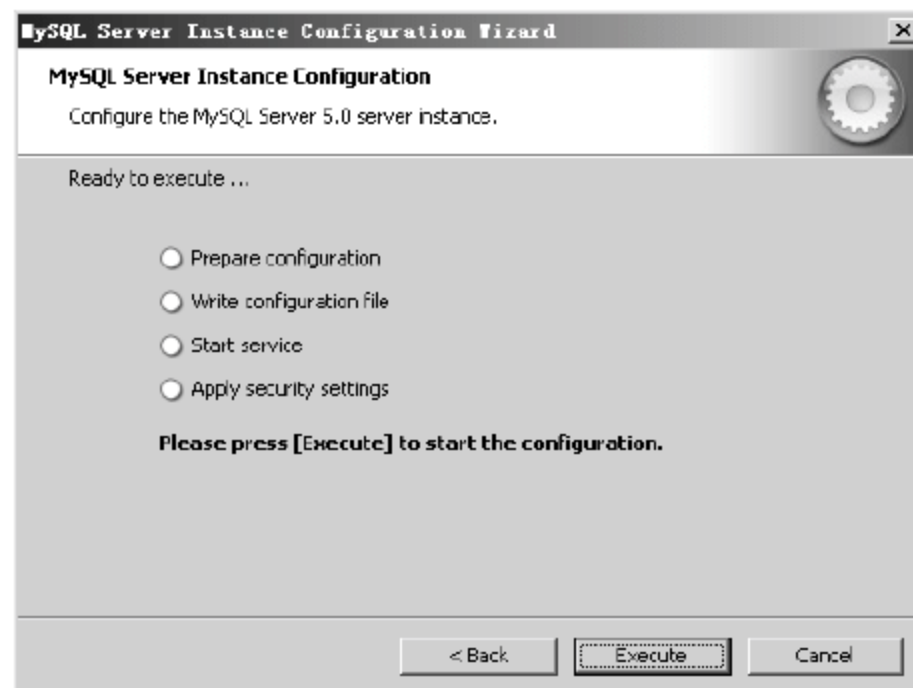 MySQL Server Instance Configuration Wizard
MySQL Server Instance Configuration
Configure the MySQL Server 5.0 server instance.
Ready to execute ...
Prepare configuration
Write configuration file
Start service
Apply security settings
Please press [Execute] to start the configuration.
< Back
Execute
Cancel